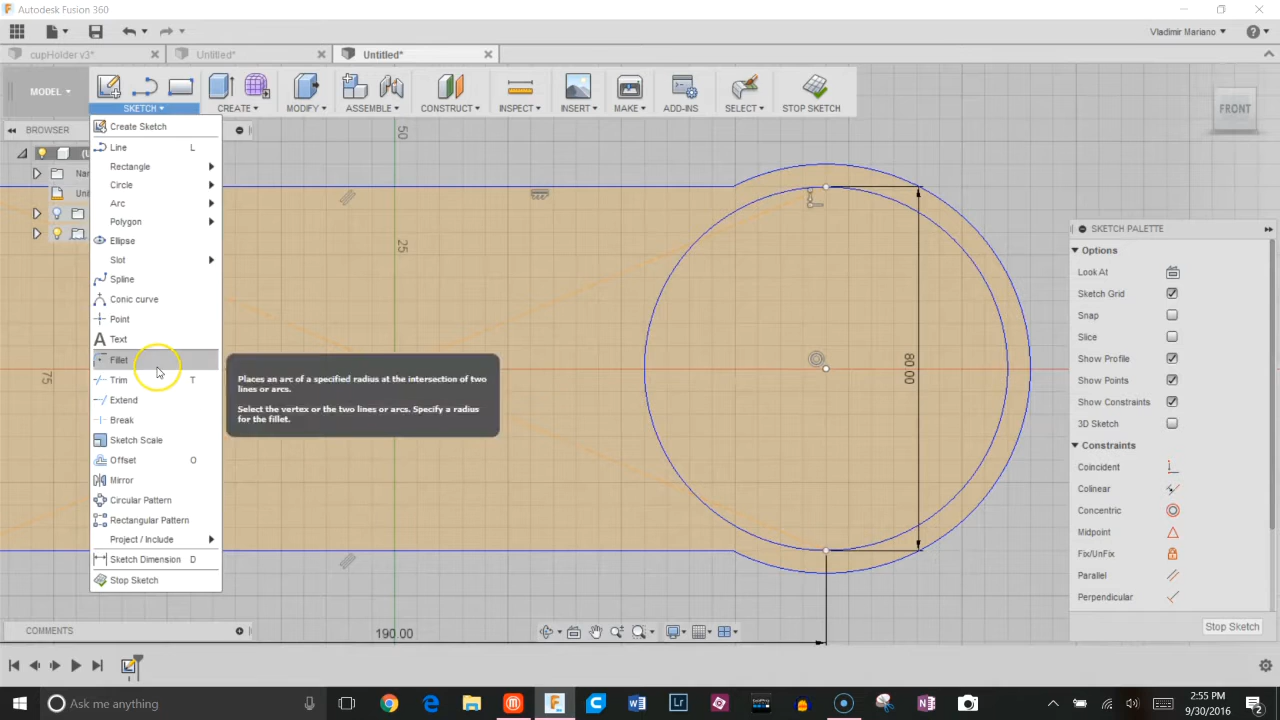 Autodesk Fusion 360
Vladimir Mariano
cupHolder v3*
Untitled*
Untitled*
MODEL
SKETCH
CREATE
MODIFY
ASSEMBLE
CONSTRUCT
INSPECT
INSERT
MAKE
ADD-INS
SELECT
STOP SKETCH
FRONT
BROWSER
Create Sketch
Line L
Rectangle
Circle
Arc
Polygon
Ellipse
Slot
Spline
Conic curve
Point
Text
Fillet
Trim T
Extend
Break
Sketch Scale
Offset O
Mirror
Circular Pattern
Rectangular Pattern
Project / Include
Sketch Dimension D
Stop Sketch
Places an arc of a specified radius at the intersection of two
lines or arcs.
Select the vertex or the two lines or arcs. Specify a radius
for the fillet.
50
25
75
80.00
190.00
SKETCH PALETTE
Options
Look At
Sketch Grid
Snap
Slice
Show Profile
Show Points
Show Constraints
3D Sketch
Constraints
Coincident
Colinear
Concentric
Midpoint
Fix/UnFix
Parallel
Perpendicular
Stop Sketch
COMMENTS
Ask me anything
2:55 PM
9/30/2016